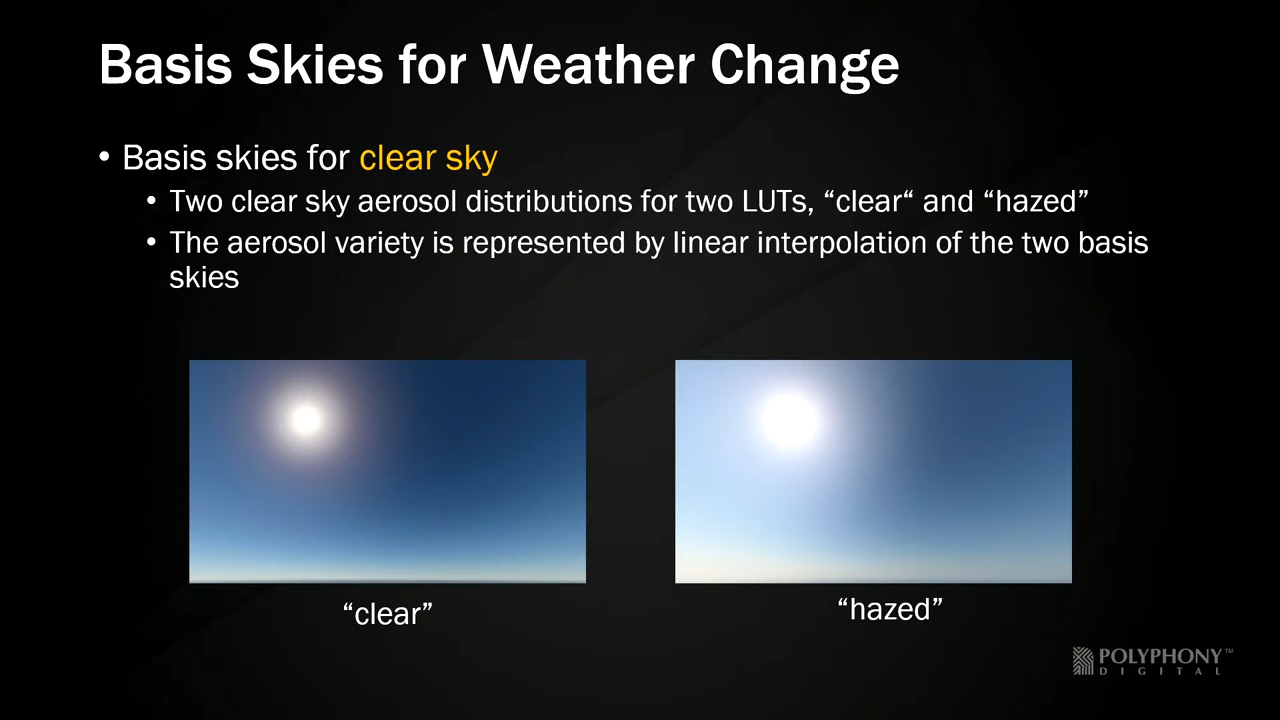 Basis Skies for Weather Change
• Basis skies for clear sky
• Two clear sky aerosol distributions for two LUTs, “clear“ and “hazed”
• The aerosol variety is represented by linear interpolation of the two basis
skies
“clear”
“hazed”
POLYPHONY™
DIGITAL